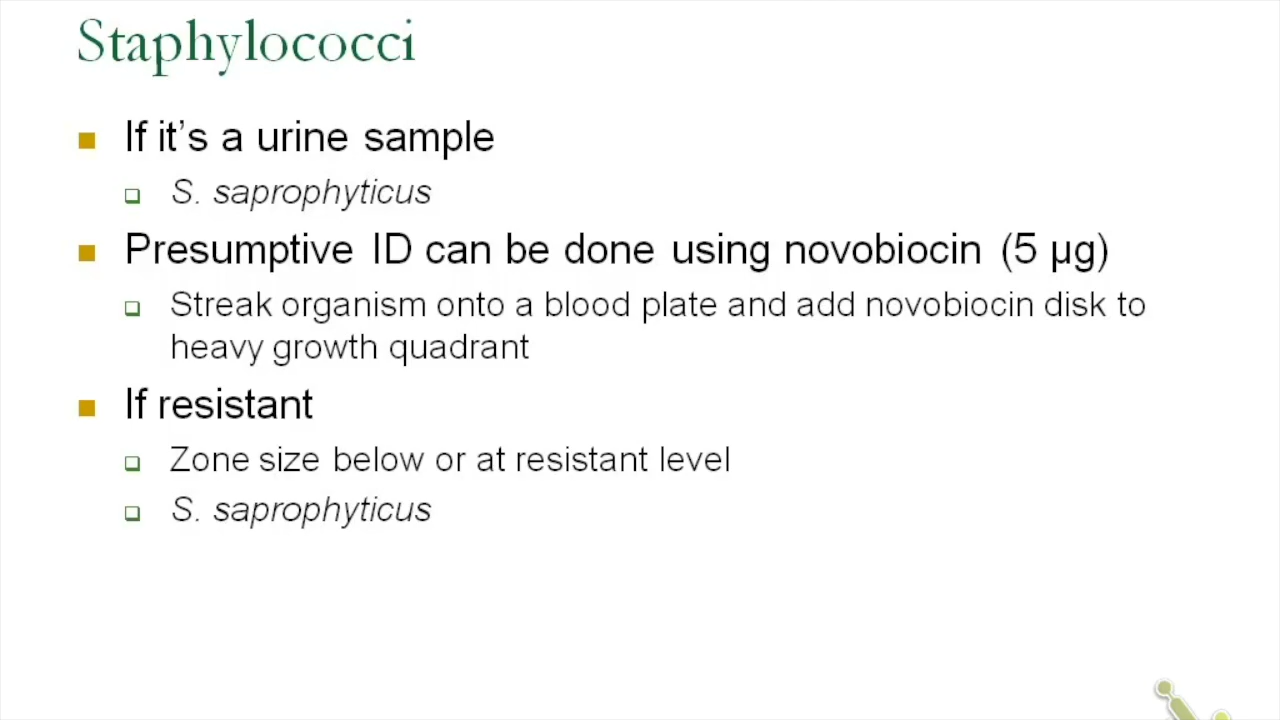 Staphylococci
If it's a urine sample
S. saprophyticus
Presumptive ID can be done using novobiocin (5 µg)
Streak organism onto a blood plate and add novobiocin disk to
heavy growth quadrant
If resistant
Zone size below or at resistant level
S. saprophyticus